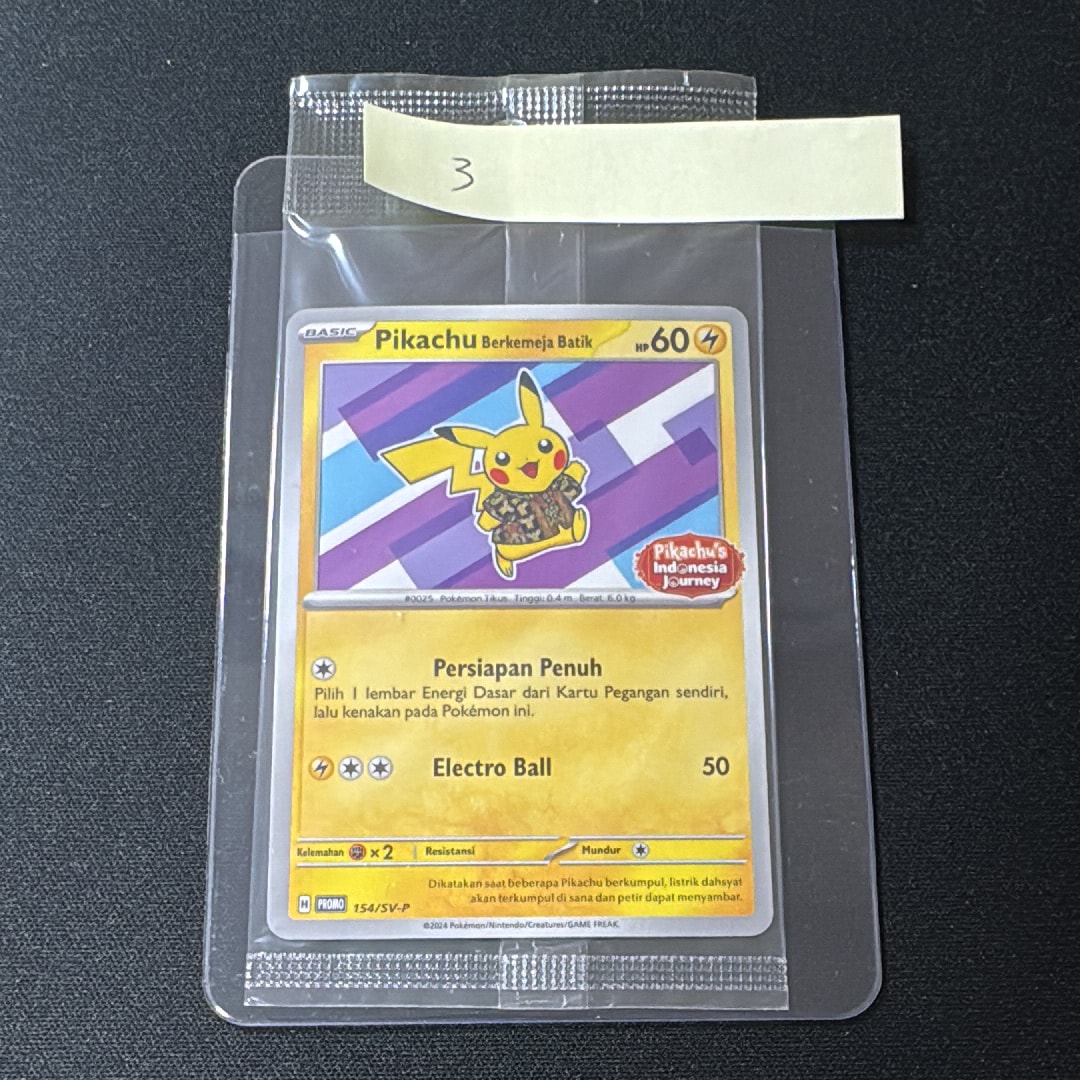 3
BASIC Pikachu Berkemeja Batik HP 60
Pikachu's
Indonesia
Journey
#0025 Pokémon Tikus Tinggi: 0.4 m Berat: 6.0 kg
Persiapan Penuh
Pilih 1 lembar Energi Dasar dari Kartu Pegangan sendiri,
lalu kenakan pada Pokémon ini.
Electro Ball 50
Kelemahan ×2 Resistansi Mundur
Dikatakan saat beberapa Pikachu berkumpul, listrik dahsyat
akan terkumpul di sana dan petir dapat menyambar.
H PROMO 154/SV-P
©2024 Pokémon/Nintendo/Creatures/GAME FREAK.